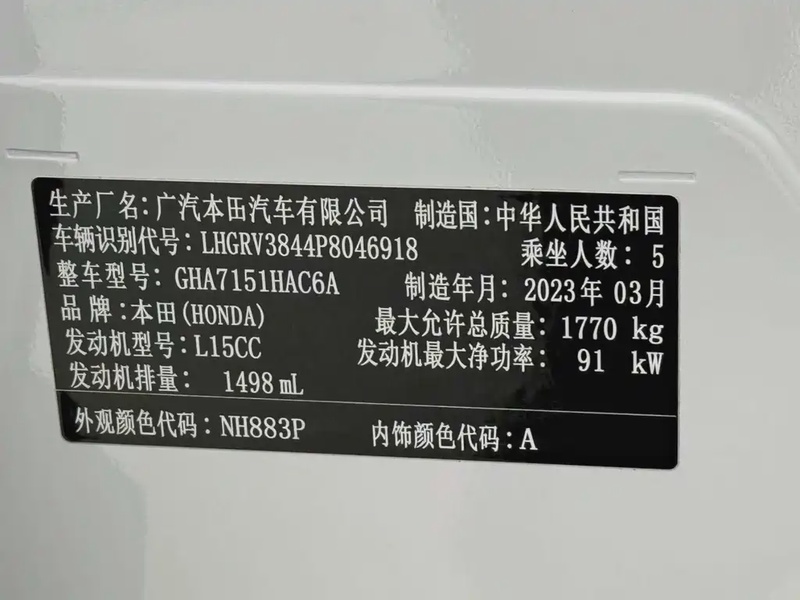 生产厂名:广汽本田汽车有限公司 制造国:中华人民共和国
车辆识别代号:LHGRV3844P8046918 乘坐人数:5
整车型号:GHA7151HAC6A 制造年月:2023年03月
品牌:本田(HONDA) 最大允许总质量:1770 kg
发动机型号:L15CC 发动机最大净功率:91 kW
发动机排量:1498 mL
外观颜色代码:NH883P 内饰颜色代码:A